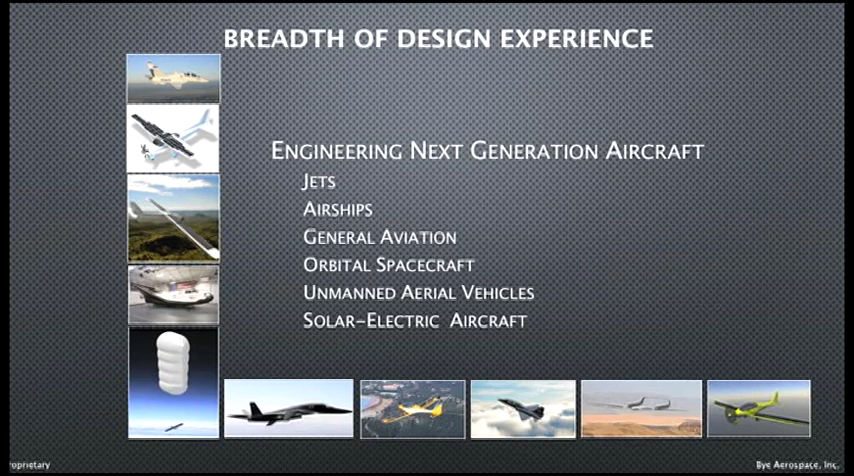 BREADTH OF DESIGN EXPERIENCE
ENGINEERING NEXT GENERATION AIRCRAFT
JETS
AIRSHIPS
GENERAL AVIATION
ORBITAL SPACECRAFT
UNMANNED AERIAL VEHICLES
SOLAR-ELECTRIC AIRCRAFT
roprietary
Bye Aerospace, Inc.